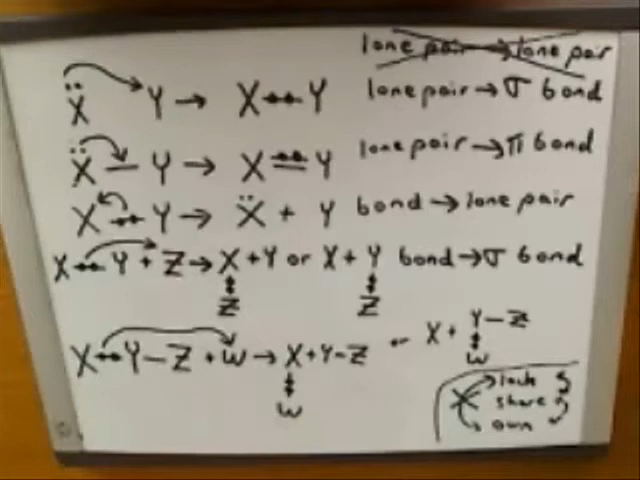 lone pair → lone pair
Ẍ Y → X–Y lone pair → σ bond
Ẍ – Y → X = Y lone pair → π bond
X – Y → Ẍ + Y bond → lone pair
X – Y + Z → X + Y or X + Y bond → σ bond
Z Z
X – Y – Z + W → X + Y – Z or X + Y – Z
W W
lack
share
own